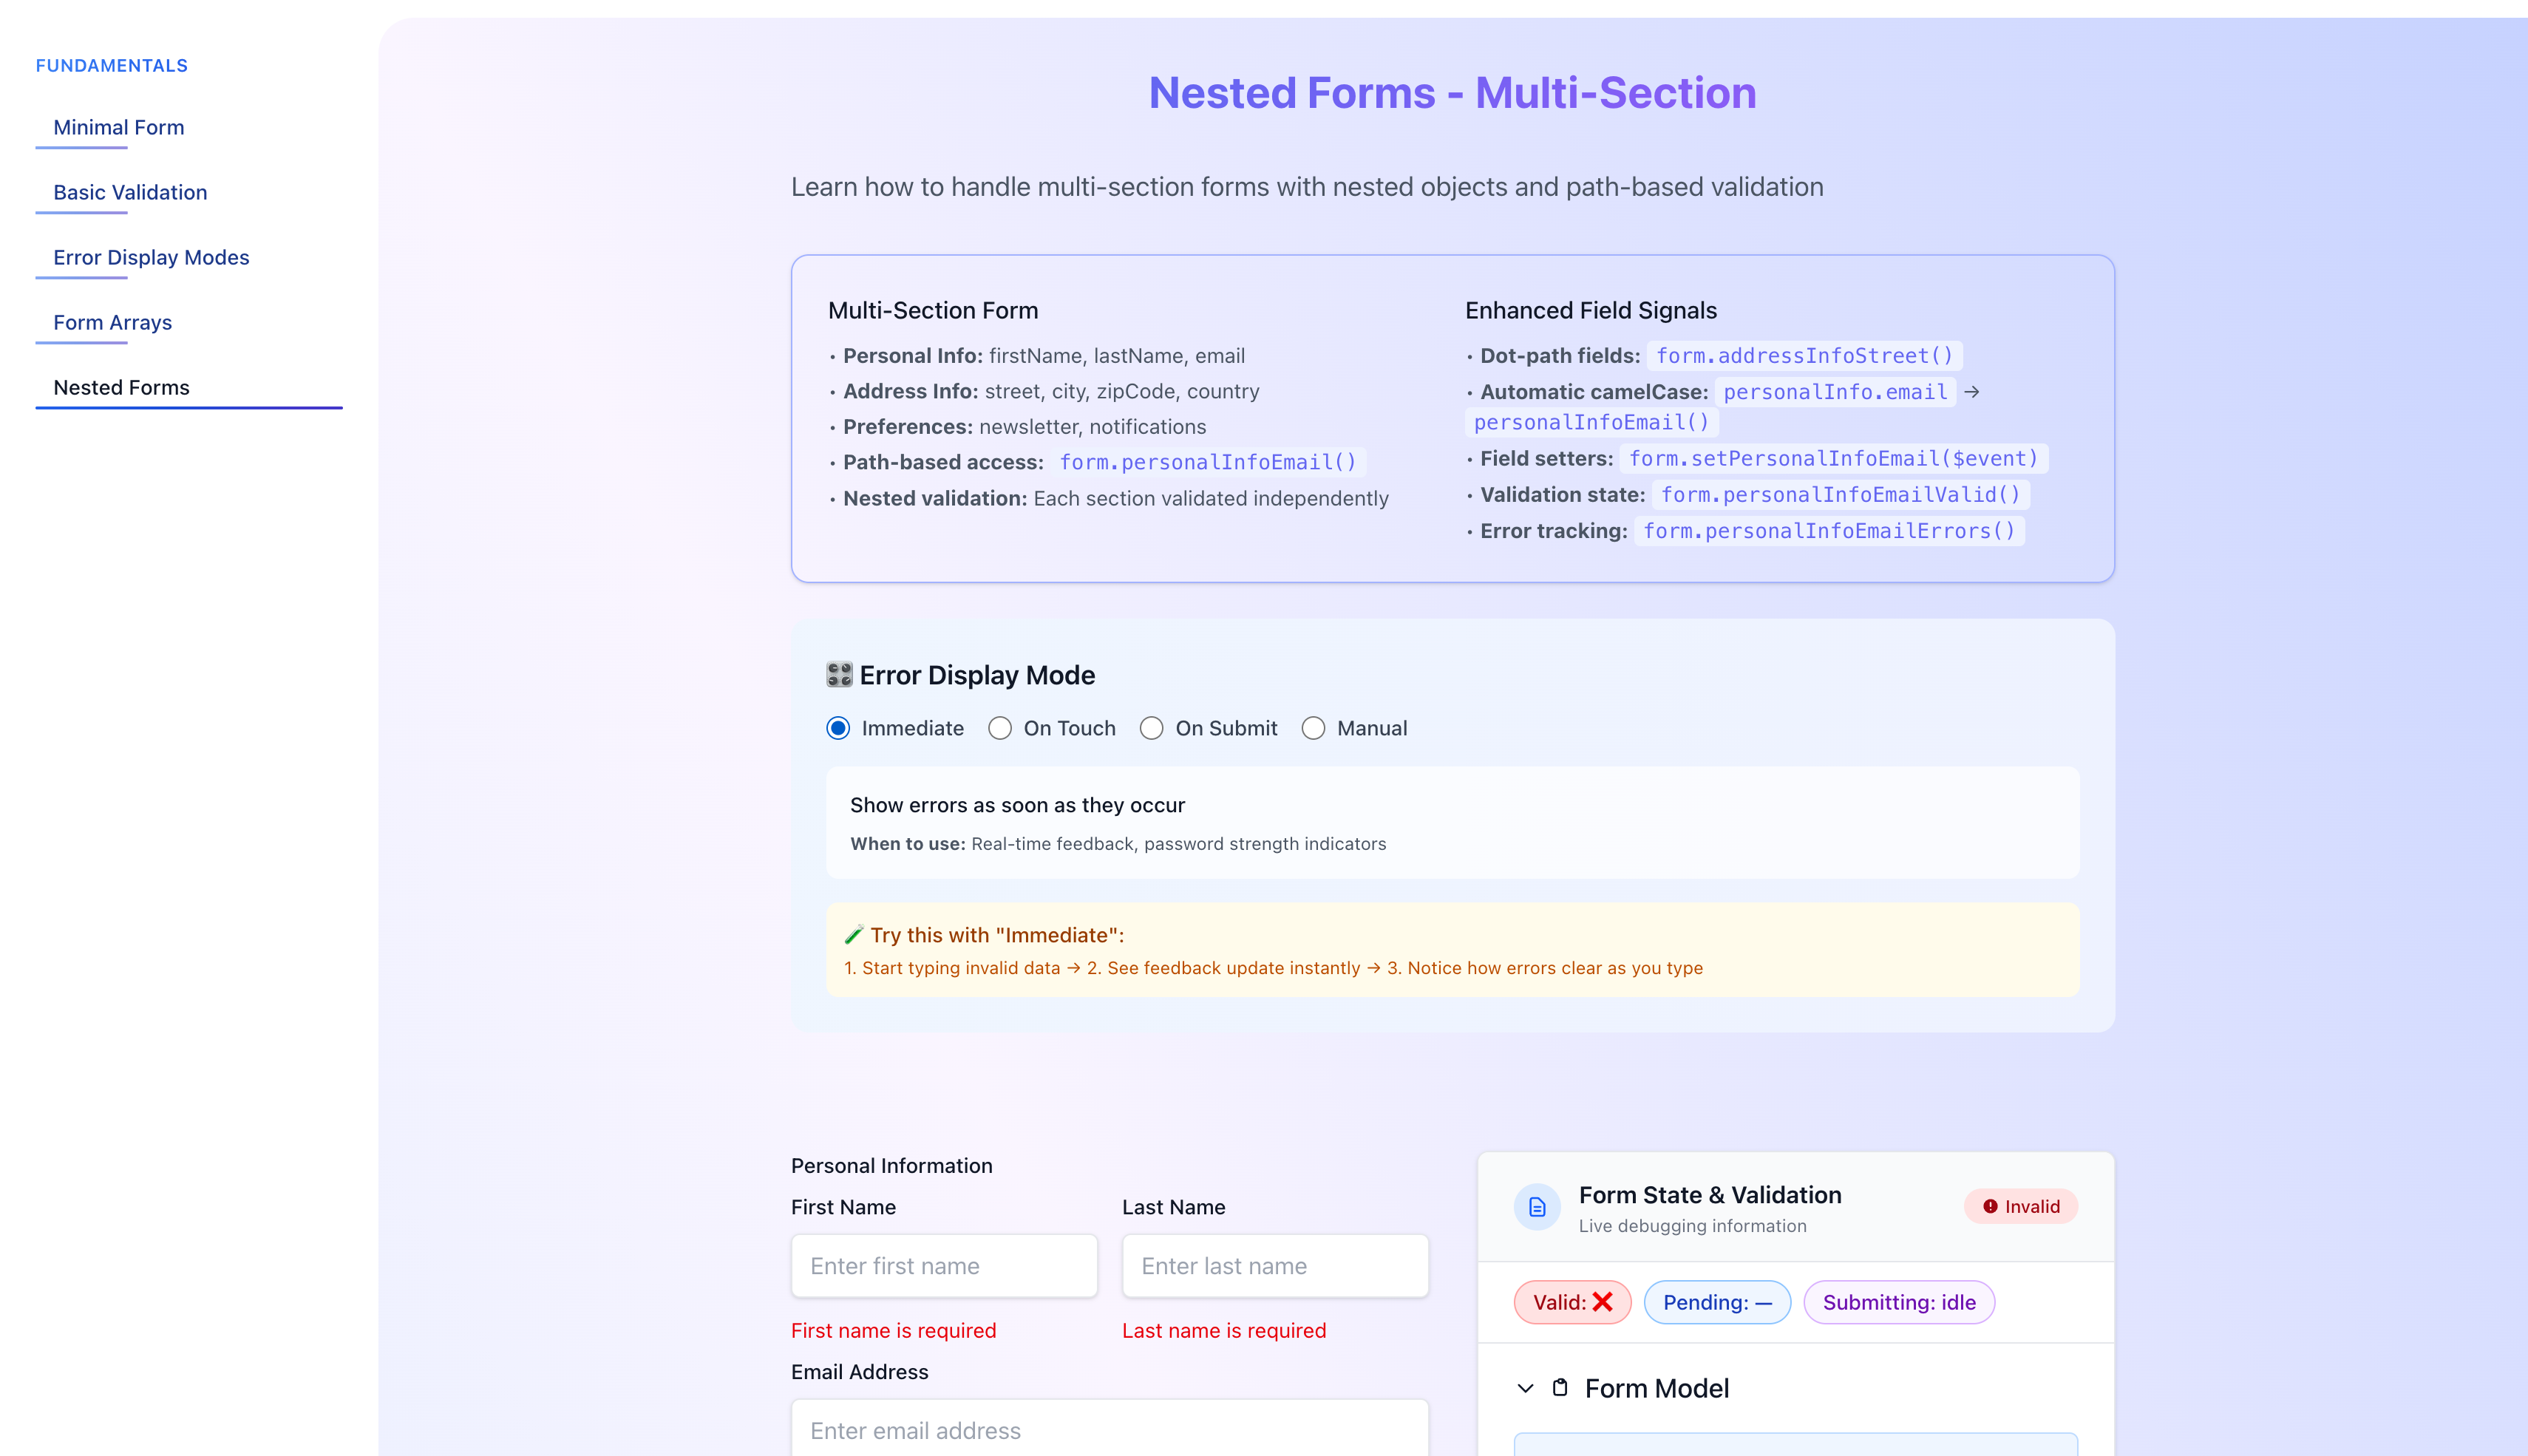 FUNDAMENTALS
Minimal Form
Basic Validation
Error Display Modes
Form Arrays
Nested Forms
Nested Forms - Multi-Section
Learn how to handle multi-section forms with nested objects and path-based validation
Multi-Section Form
• Personal Info: firstName, lastName, email
• Address Info: street, city, zipCode, country
• Preferences: newsletter, notifications
• Path-based access: form.personalInfoEmail()
• Nested validation: Each section validated independently
Enhanced Field Signals
• Dot-path fields: form.addressInfoStreet()
• Automatic camelCase: personalInfo.email →
personalInfoEmail()
• Field setters: form.setPersonalInfoEmail($event)
• Validation state: form.personalInfoEmailValid()
• Error tracking: form.personalInfoEmailErrors()
🎛️ Error Display Mode
Immediate On Touch On Submit Manual
Show errors as soon as they occur
When to use: Real-time feedback, password strength indicators
🧪 Try this with "Immediate":
1. Start typing invalid data → 2. See feedback update instantly → 3. Notice how errors clear as you type
Personal Information
First Name Last Name
Enter first name Enter last name
First name is required Last name is required
Email Address
Enter email address
Form State & Validation
Live debugging information
Invalid
Valid: ❌ Pending: — Submitting: idle
Form Model